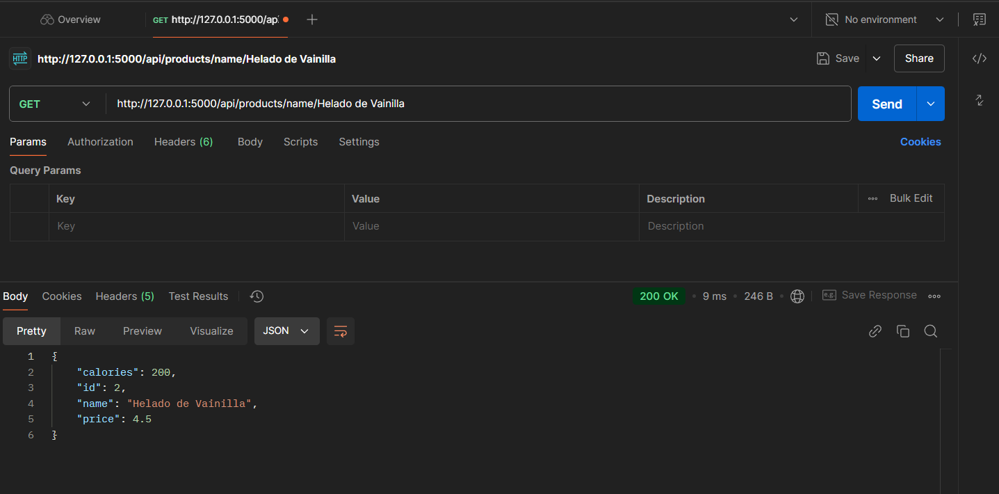 Overview
GET http://127.0.0.1:5000/ap
No environment
HTTP http://127.0.0.1:5000/api/products/name/Helado de Vainilla
Save
Share
GET http://127.0.0.1:5000/api/products/name/Helado de Vainilla
Send
Params Authorization Headers (6) Body Scripts Settings Cookies
Query Params
Key Value Description Bulk Edit
Key Value Description
Body Cookies Headers (5) Test Results 200 OK 9 ms 246 B e.g. Save Response
Pretty Raw Preview Visualize JSON
1 {
2 "calories": 200,
3 "id": 2,
4 "name": "Helado de Vainilla",
5 "price": 4.5
6 }